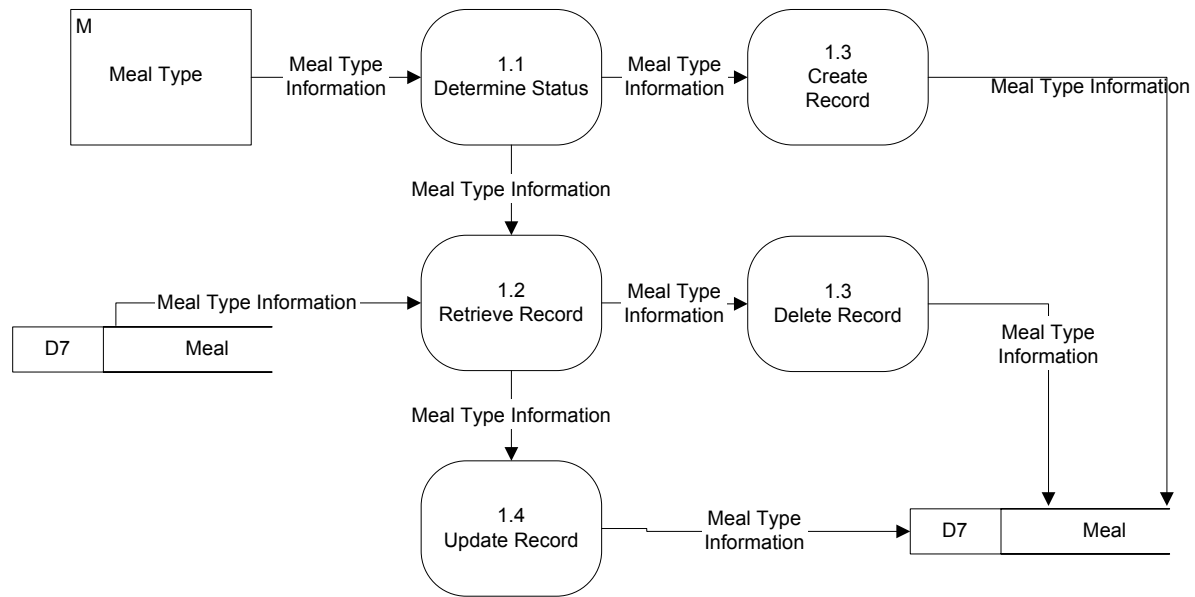 M
Meal Type
Meal Type
Information
1.1
Determine Status
Meal Type
Information
1.3
Create
Record
Meal Type Information
Meal Type Information
Meal Type Information
1.2
Retrieve Record
Meal Type
Information
1.3
Delete Record
Meal Type
Information
D7
Meal
Meal Type Information
1.4
Update Record
Meal Type
Information
D7
Meal